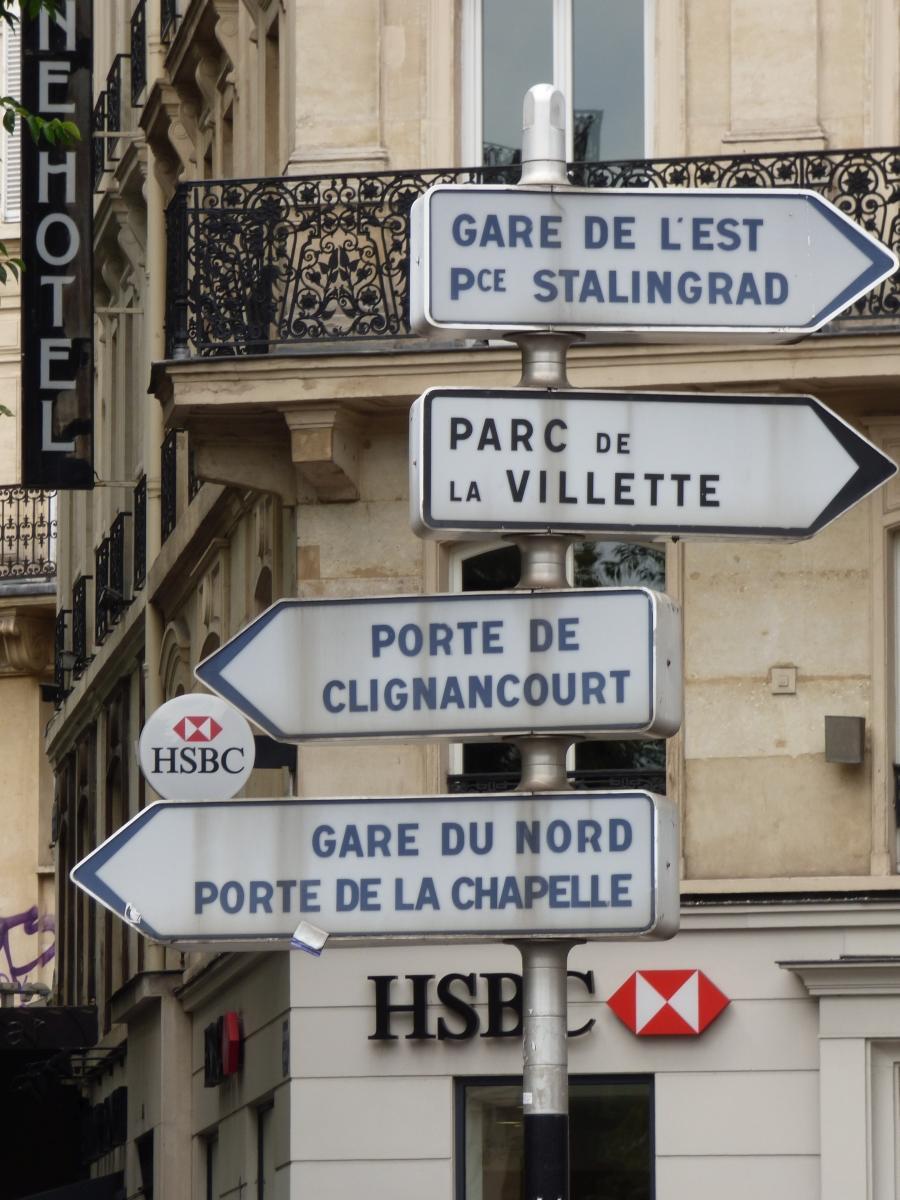 NE HOTEL
GARE DE L'EST
PCE STALINGRAD
PARC DE
LA VILLETTE
PORTE DE
CLIGNANCOURT
HSBC
GARE DU NORD
PORTE DE LA CHAPELLE
HSBC